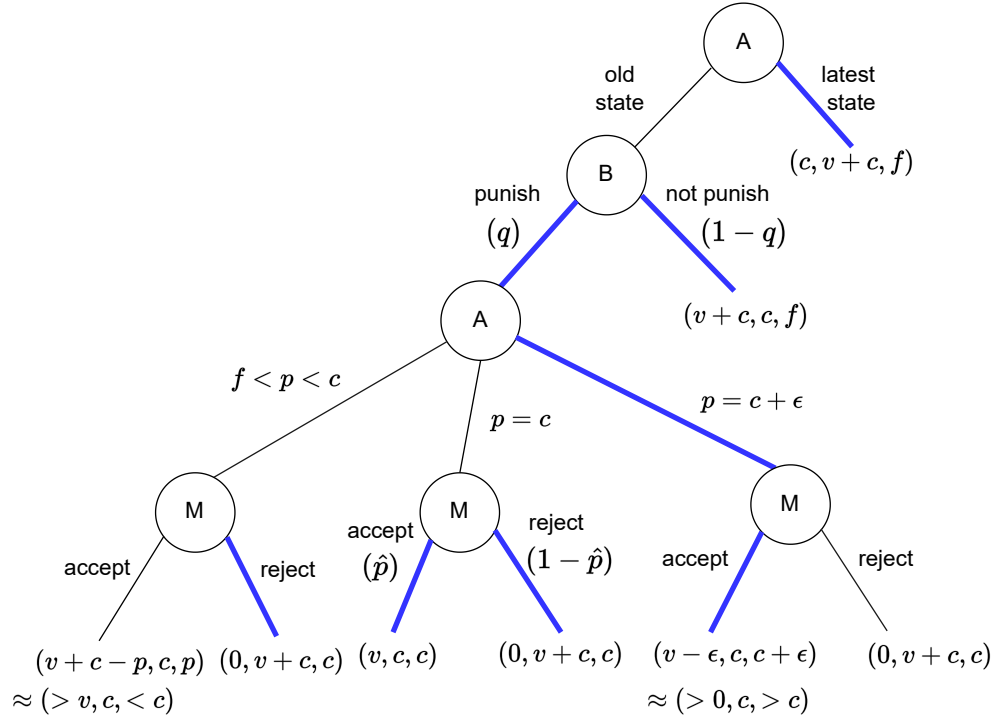 A
old
state
latest
state
(c, v + c, f)
B
punish
(q)
not punish
(1 − q)
(v + c, c, f)
A
f < p < c
p = c
p = c + ϵ
M
M
M
accept
reject
accept
(p̂)
reject
(1 − p̂)
accept
reject
(v + c − p, c, p)
(0, v + c, c)
(v, c, c)
(0, v + c, c)
(v − ϵ, c, c + ϵ)
(0, v + c, c)
≈ (> v, c, < c)
≈ (> 0, c, > c)